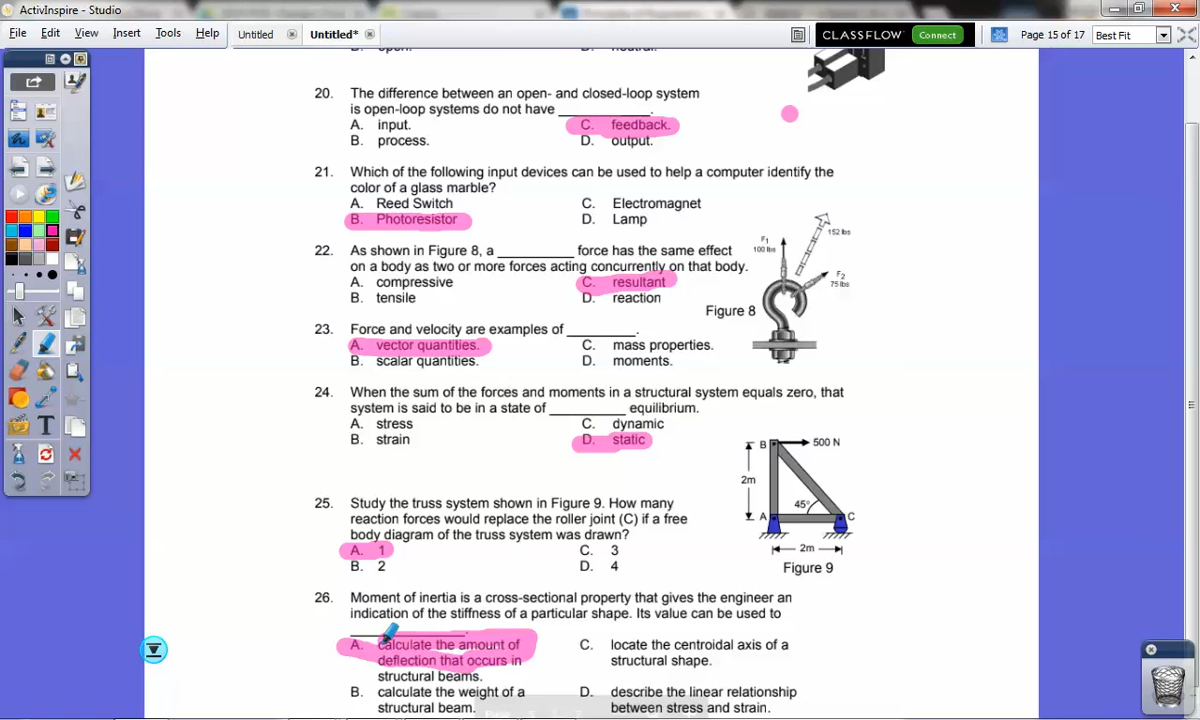 ActivInspire - Studio
File Edit View Insert Tools Help Untitled Untitled*
CLASSFLOW Connect Page 15 of 17 Best Fit
B. open. D. neutral.
20. The difference between an open- and closed-loop system
is open-loop systems do not have __________.
A. input. C. feedback.
B. process. D. output.
21. Which of the following input devices can be used to help a computer identify the
color of a glass marble?
A. Reed Switch C. Electromagnet
B. Photoresistor D. Lamp
22. As shown in Figure 8, a __________ force has the same effect
on a body as two or more forces acting concurrently on that body.
A. compressive C. resultant
B. tensile D. reaction
F1
100 lbs
152 lbs
F2
75 lbs
Figure 8
23. Force and velocity are examples of _________.
A. vector quantities. C. mass properties.
B. scalar quantities. D. moments.
24. When the sum of the forces and moments in a structural system equals zero, that
system is said to be in a state of __________ equilibrium.
A. stress C. dynamic
B. strain D. static
B 500 N
2m
45°
A C
2m
Figure 9
25. Study the truss system shown in Figure 9. How many
reaction forces would replace the roller joint (C) if a free
body diagram of the truss system was drawn?
A. 1 C. 3
B. 2 D. 4
26. Moment of inertia is a cross-sectional property that gives the engineer an
indication of the stiffness of a particular shape. Its value can be used to
_______________.
A. calculate the amount of C. locate the centroidal axis of a
deflection that occurs in structural shape.
structural beams.
B. calculate the weight of a D. describe the linear relationship
structural beam. between stress and strain.